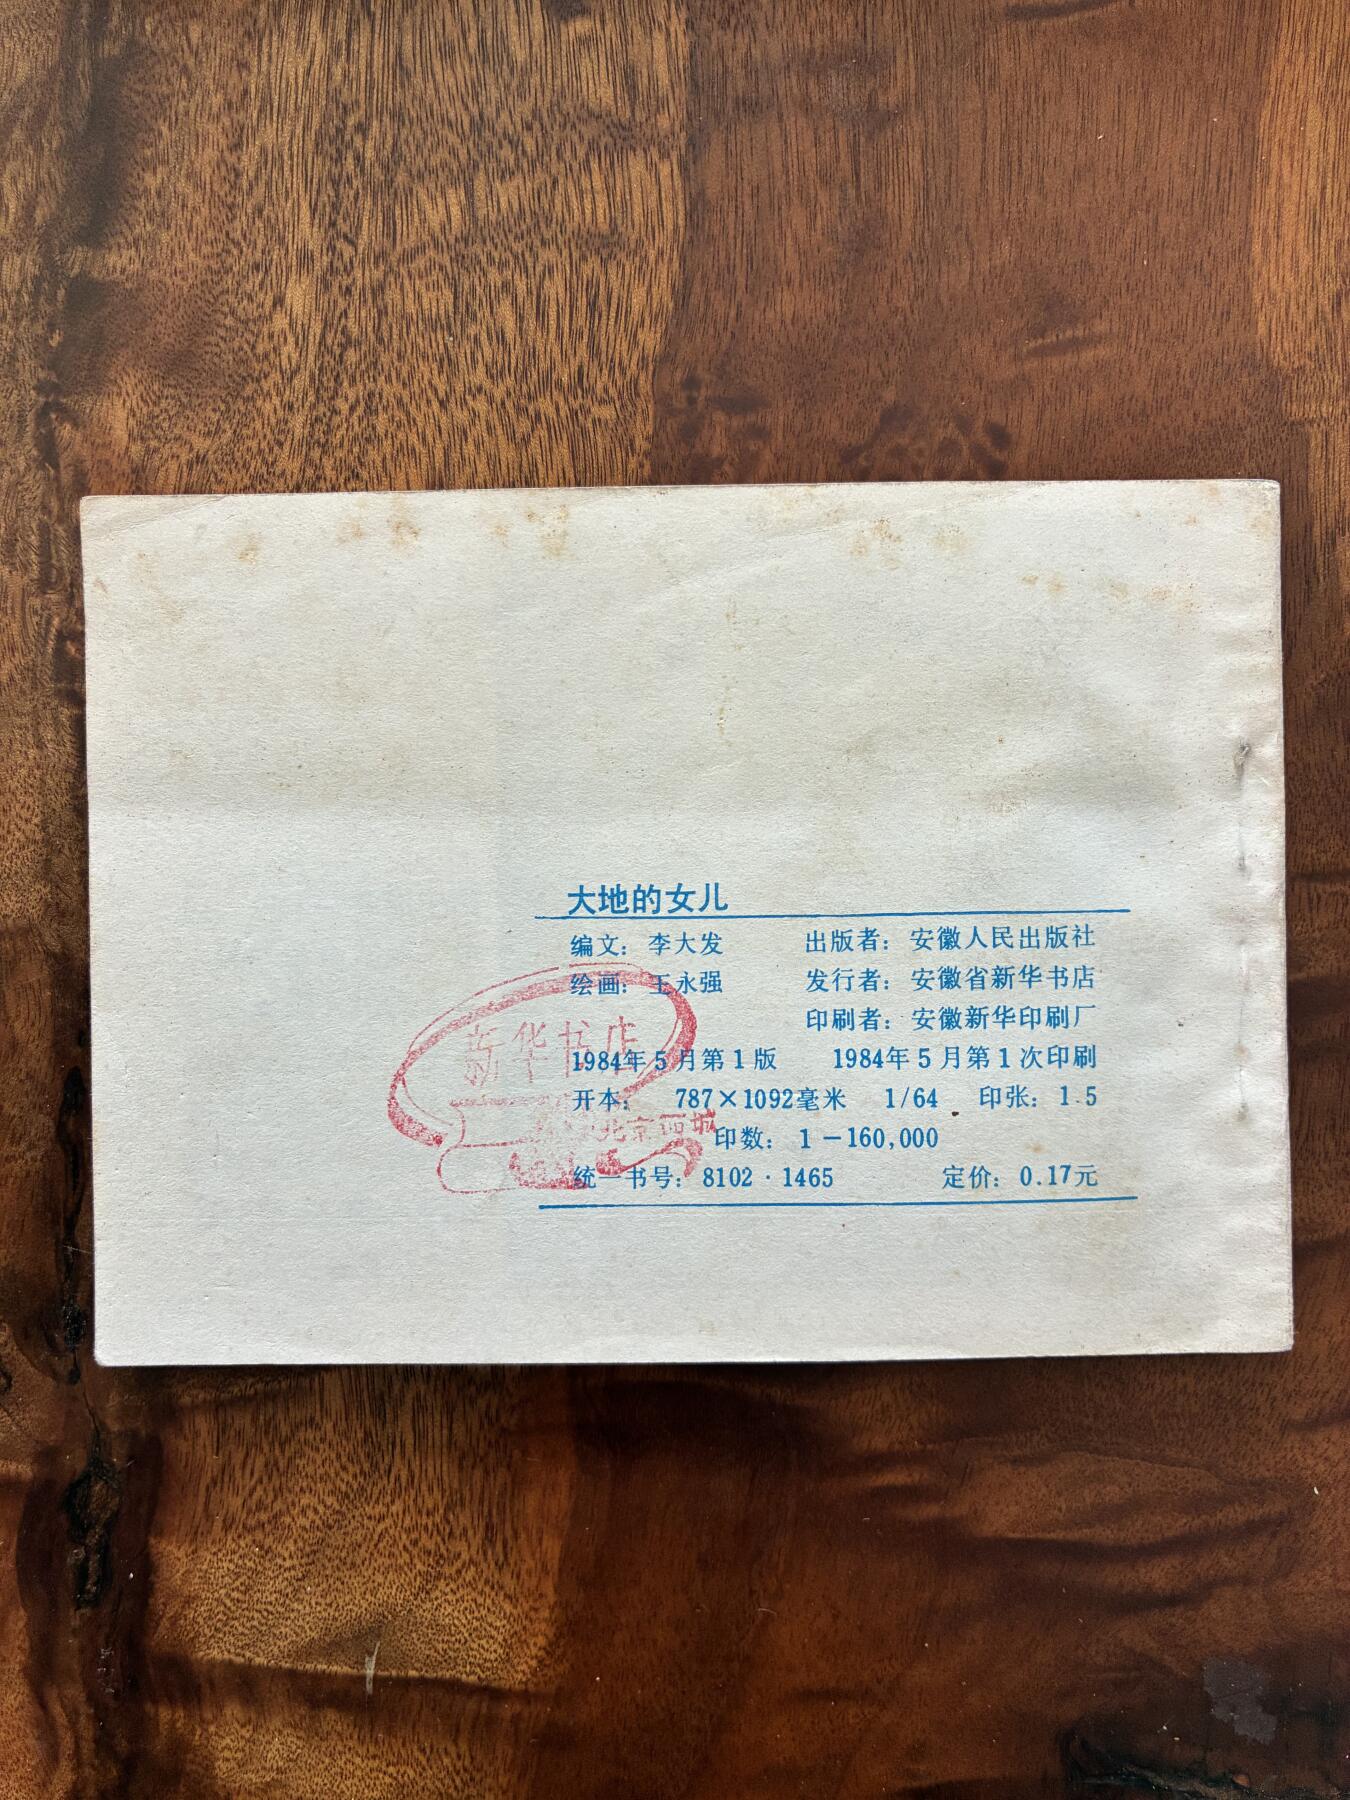 大地的女儿
编文：李大发 出版者：安徽人民出版社
绘画：王永强 发行者：安徽省新华书店
印刷者：安徽新华印刷厂
1984年5月第1版 1984年5月第1次印刷
开本： 787×1092毫米 1/64 印张：1.5
印数：1－160,000
统一书号：8102·1465 定价：0.17元
新华书店
北京西城